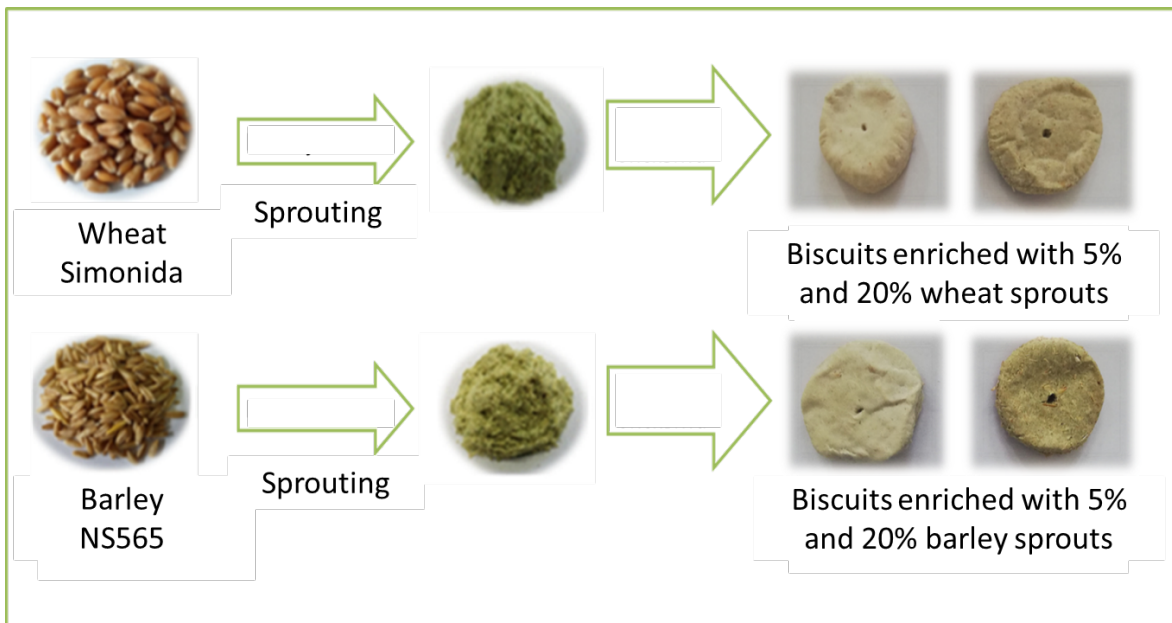 Wheat
Simonida
Sprouting
Biscuits enriched with 5%
and 20% wheat sprouts
Barley
NS565
Sprouting
Biscuits enriched with 5%
and 20% barley sprouts